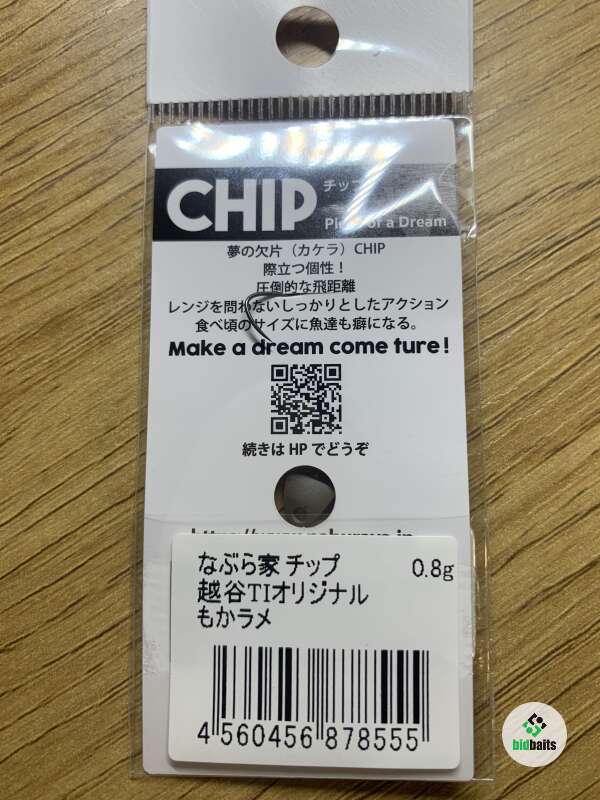 CHIP
チップ
of a Dream
夢の欠片（カケラ）CHIP
際立つ個性！
圧倒的な飛距離
レンジを問わないしっかりとしたアクション
食べ頃のサイズに魚達も癖になる。
Make a dream come ture!
続きは HP でどうぞ
なぶら家 チップ 0.8g
越谷TIオリジナル
もかラメ
4 560456 878555
bidbaits